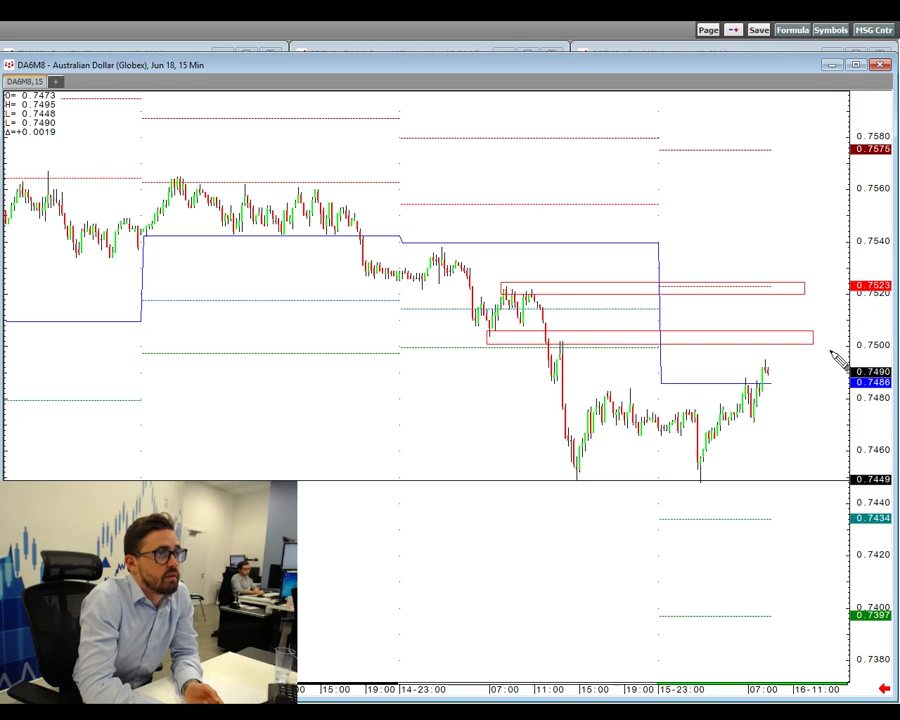 Page -+ Save Formula Symbols MSG Cntr
DA6M8 - Australian Dollar (Globex), Jun 18, 15 Min
DA6M8,15 +
O= 0.7473
H= 0.7495
L= 0.7448
L= 0.7490
Δ=+0.0019
0.7580
0.7575
0.7560
0.7540
0.7523
0.7520
0.7500
0.7490
0.7486
0.7480
0.7460
0.7449
0.7440
0.7434
0.7420
0.7400
0.7397
0.7380
:00 15:00 19:00 14-23:00 07:00 11:00 15:00 19:00 15-23:00 07:00 16-11:00